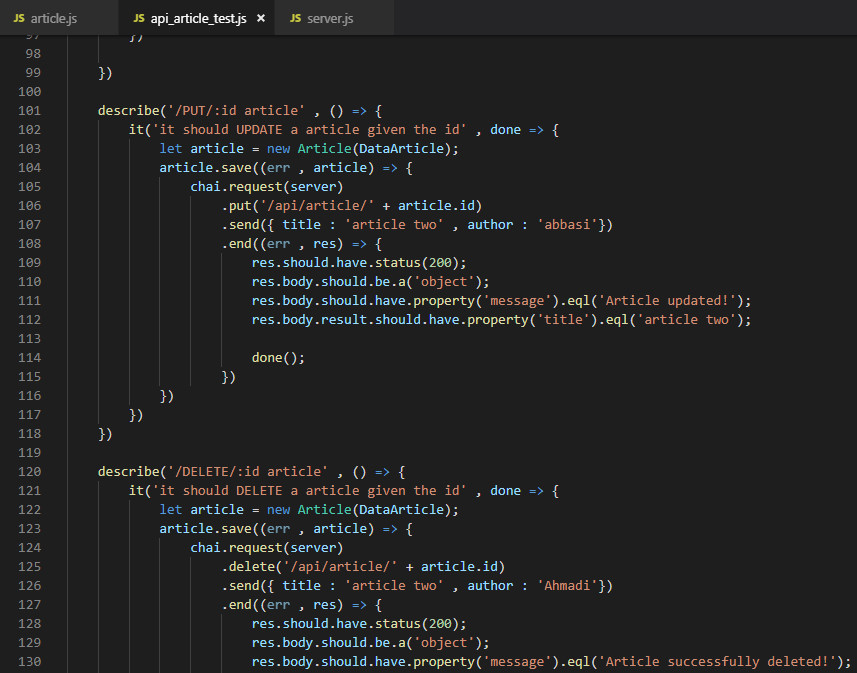 JS article.js JS api_article_test.js × JS server.js
97 })
98
99 })
100
101 describe('/PUT/:id article' , () => {
102 it('it should UPDATE a article given the id' , done => {
103 let article = new Article(DataArticle);
104 article.save((err , article) => {
105 chai.request(server)
106 .put('/api/article/' + article.id)
107 .send({ title : 'article two' , author : 'abbasi'})
108 .end((err , res) => {
109 res.should.have.status(200);
110 res.body.should.be.a('object');
111 res.body.should.have.property('message').eql('Article updated!');
112 res.body.result.should.have.property('title').eql('article two');
113
114 done();
115 })
116 })
117 })
118 })
119
120 describe('/DELETE/:id article' , () => {
121 it('it should DELETE a article given the id' , done => {
122 let article = new Article(DataArticle);
123 article.save((err , article) => {
124 chai.request(server)
125 .delete('/api/article/' + article.id)
126 .send({ title : 'article two' , author : 'Ahmadi'})
127 .end((err , res) => {
128 res.should.have.status(200);
129 res.body.should.be.a('object');
130 res.body.should.have.property('message').eql('Article successfully deleted!');